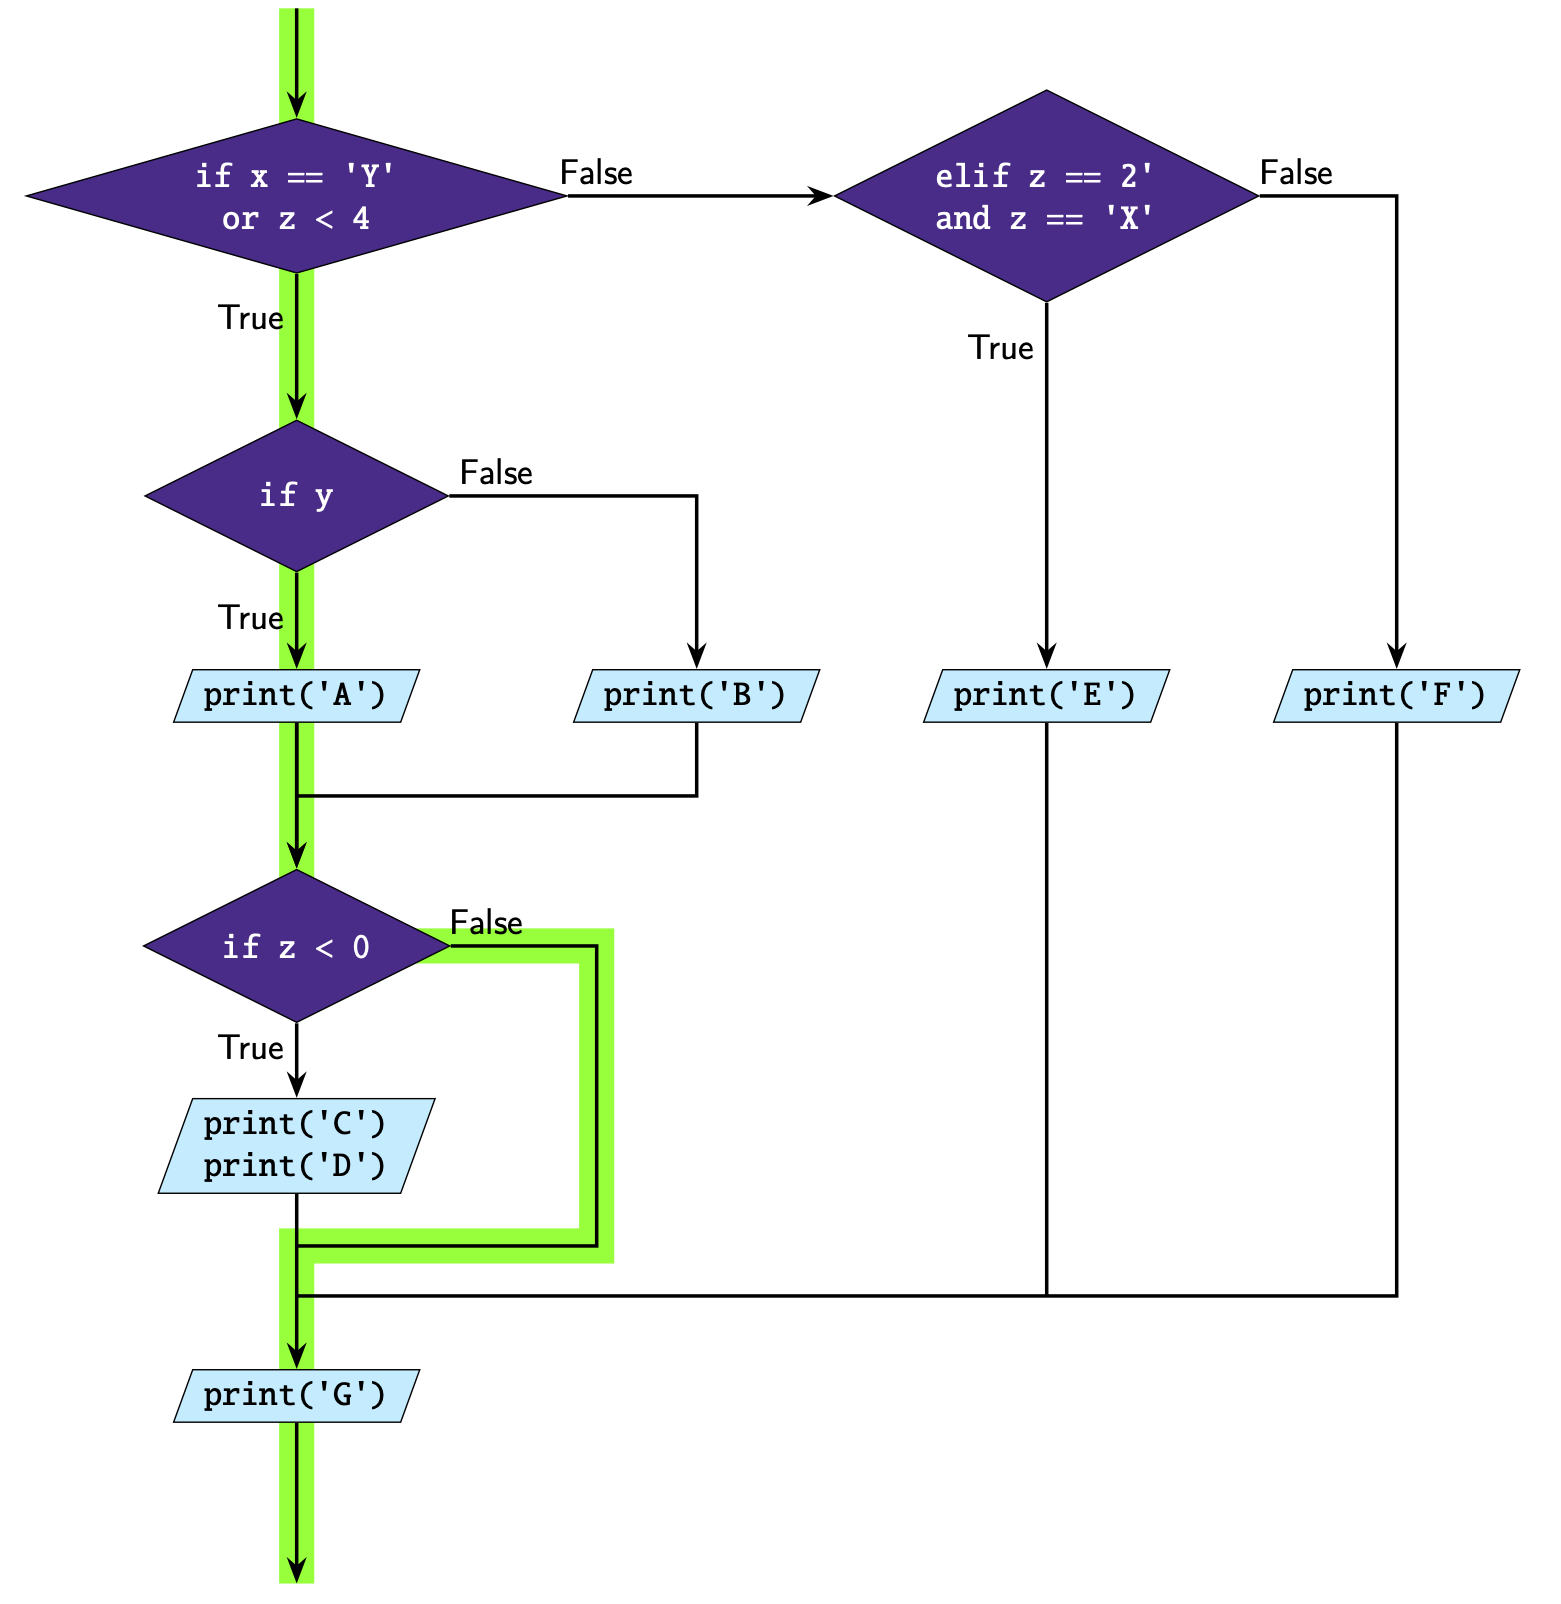 if x == 'Y'
or z < 4
False
elif z == 2'
and z == 'X'
False
True
True
if y
False
True
print('A')
print('B')
print('E')
print('F')
if z < 0
False
True
print('C')
print('D')
print('G')